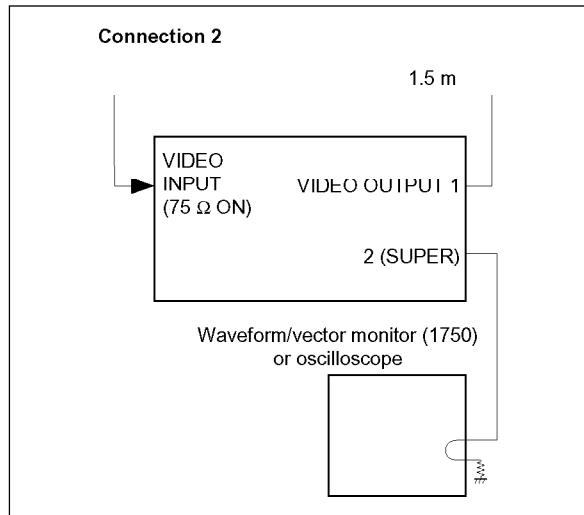 Connection 2
1.5 m
VIDEO
INPUT
(75 Ω ON)
VIDEO OUTPUT 1
2 (SUPER)
Waveform/vector monitor (1750)
or oscilloscope